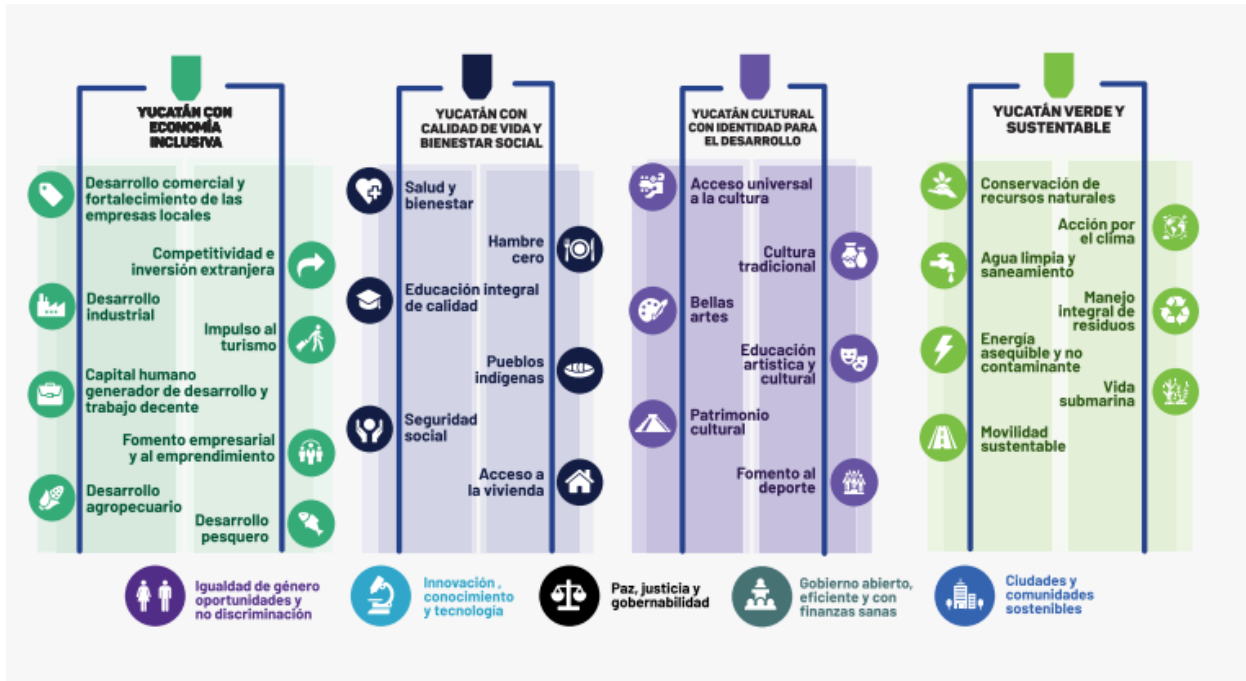 YUCATÁN CON
ECONOMÍA
INCLUSIVA
Desarrollo comercial y
fortalecimiento de las
empresas locales
Competitividad e
inversión extranjera
Desarrollo
industrial
Impulso al
turismo
Capital humano
generador de desarrollo y
trabajo decente
Fomento empresarial
y al emprendimiento
Desarrollo
agropecuario
Desarrollo
pesquero
YUCATÁN CON
CALIDAD DE VIDA Y
BIENESTAR SOCIAL
Salud y
bienestar
Hambre
cero
Educación integral
de calidad
Pueblos
indígenas
Seguridad
social
Acceso a
la vivienda
YUCATÁN CULTURAL
CON IDENTIDAD PARA
EL DESARROLLO
Acceso universal
a la cultura
Cultura
tradicional
Bellas
artes
Educación
artística y
cultural
Patrimonio
cultural
Fomento al
deporte
YUCATÁN VERDE Y
SUSTENTABLE
Conservación de
recursos naturales
Acción por
el clima
Agua limpia y
saneamiento
Manejo
integral de
residuos
Energía
asequible y no
contaminante
Vida
submarina
Movilidad
sustentable
Igualdad de género
oportunidades y
no discriminación
Innovación ,
conocimiento
y tecnología
Paz, justicia y
gobernabilidad
Gobierno abierto,
eficiente y con
finanzas sanas
Ciudades y
comunidades
sostenibles